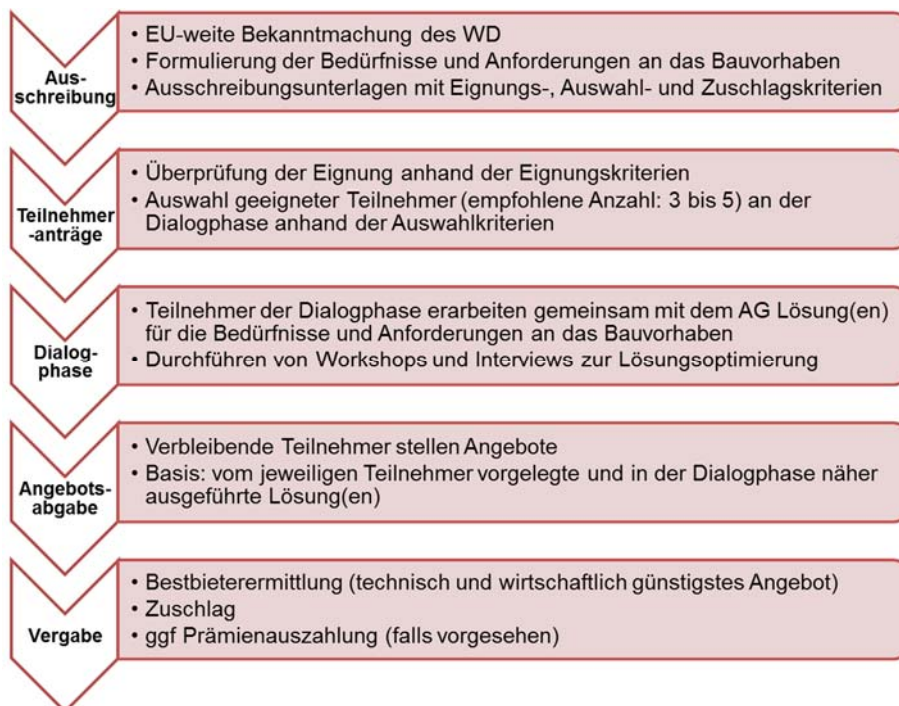 Aus-
schreibung
• EU-weite Bekanntmachung des WD
• Formulierung der Bedürfnisse und Anforderungen an das Bauvorhaben
• Ausschreibungsunterlagen mit Eignungs-, Auswahl- und Zuschlagskriterien
Teilnehmer
-anträge
• Überprüfung der Eignung anhand der Eignungskriterien
• Auswahl geeigneter Teilnehmer (empfohlene Anzahl: 3 bis 5) an der
Dialogphase anhand der Auswahlkriterien
Dialog-
phase
• Teilnehmer der Dialogphase erarbeiten gemeinsam mit dem AG Lösung(en)
für die Bedürfnisse und Anforderungen an das Bauvorhaben
• Durchführen von Workshops und Interviews zur Lösungsoptimierung
Angebots-
abgabe
• Verbleibende Teilnehmer stellen Angebote
• Basis: vom jeweiligen Teilnehmer vorgelegte und in der Dialogphase näher
ausgeführte Lösung(en)
Vergabe
• Bestbieterermittlung (technisch und wirtschaftlich günstigstes Angebot)
• Zuschlag
• ggf Prämienauszahlung (falls vorgesehen)